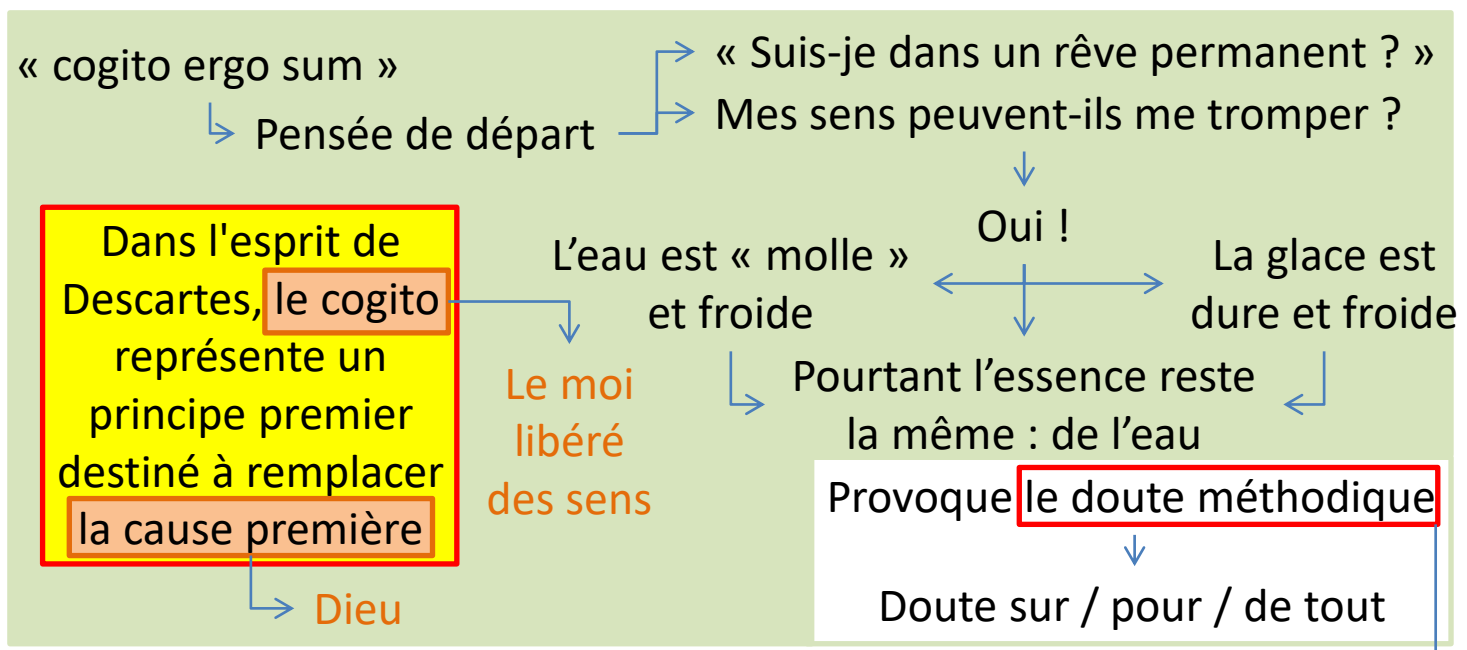 « cogito ergo sum »
Pensée de départ
« Suis-je dans un rêve permanent ? »
Mes sens peuvent-ils me tromper ?
Oui !
L’eau est « molle »
et froide
La glace est
dure et froide
Pourtant l’essence reste
la même : de l’eau
Provoque le doute méthodique
Doute sur / pour / de tout
Dans l'esprit de
Descartes, le cogito
représente un
principe premier
destiné à remplacer
la cause première
Le moi
libéré
des sens
Dieu